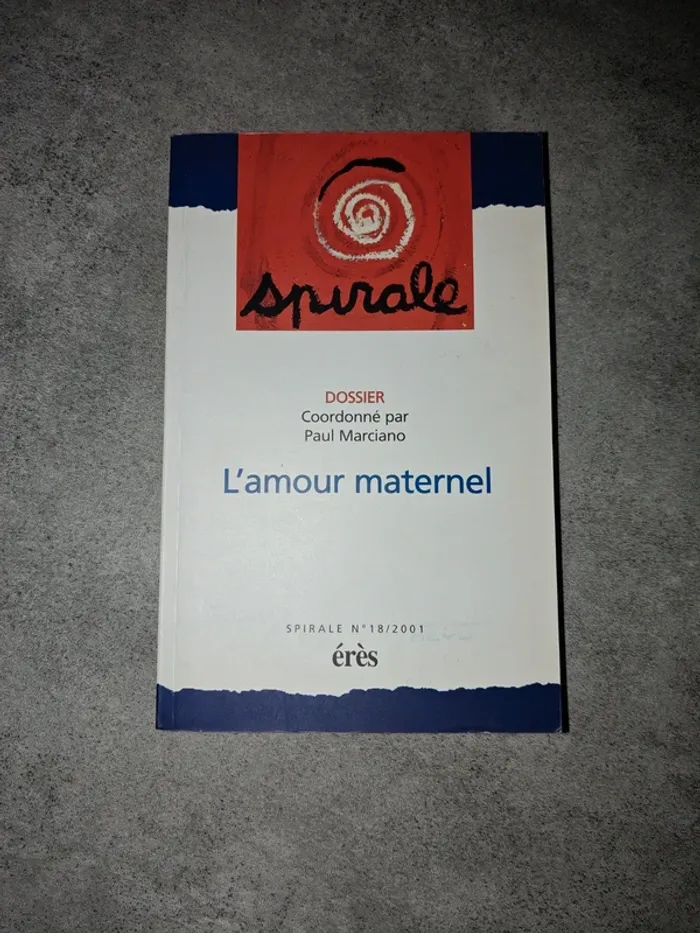 spirale
DOSSIER
Coordonné par
Paul Marciano
L'amour maternel
SPIRALE N° 18/2001
érès